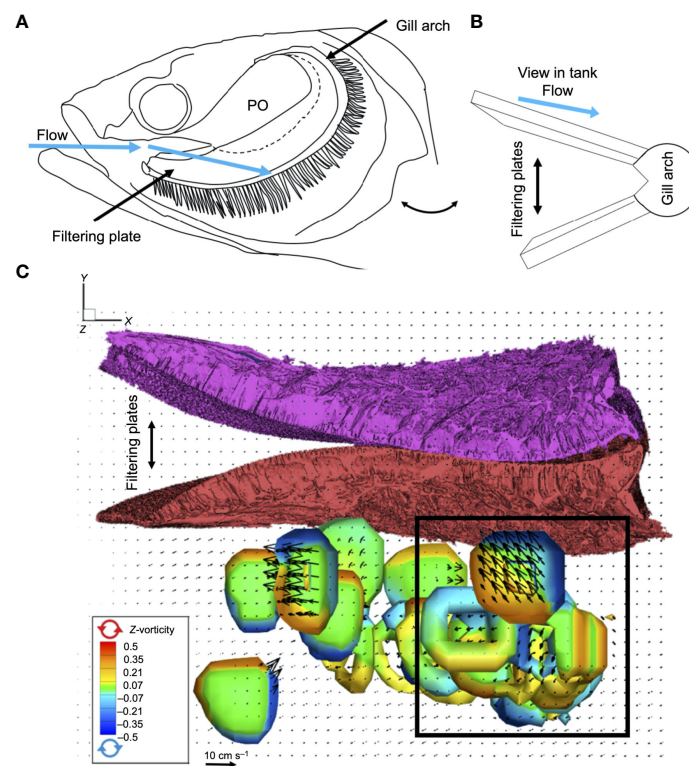 A
Gill arch
PO
Flow
Filtering plate
B
View in tank
Flow
Filtering plates
Gill arch
C
Y
Z
X
Filtering plates
Z-vorticity
0.5
0.35
0.21
0.07
–0.07
–0.21
–0.35
–0.5
10 cm s–1